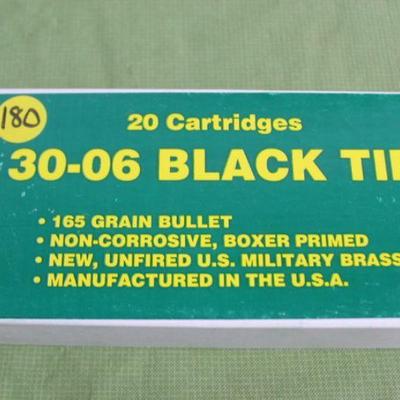 180
20 Cartridges
30-06 BLACK TI
• 165 GRAIN BULLET
• NON-CORROSIVE, BOXER PRIMED
• NEW, UNFIRED U.S. MILITARY BRASS
• MANUFACTURED IN THE U.S.A.